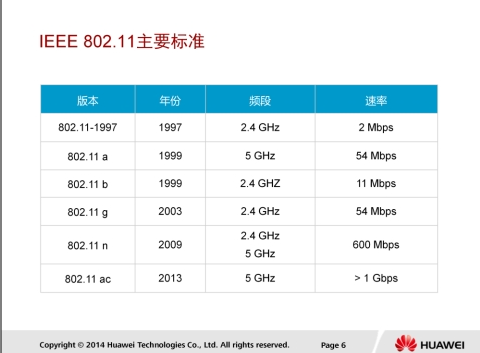 IEEE 802.11主要标准
版本 年份 频段 速率
802.11-1997 1997 2.4 GHz 2 Mbps
802.11 a 1999 5 GHz 54 Mbps
802.11 b 1999 2.4 GHZ 11 Mbps
802.11 g 2003 2.4 GHz 54 Mbps
802.11 n 2009 2.4 GHz 600 Mbps
5 GHz
802.11 ac 2013 5 GHz > 1 Gbps
Copyright © 2014 Huawei Technologies Co., Ltd. All rights reserved. Page 6 HUAWEI